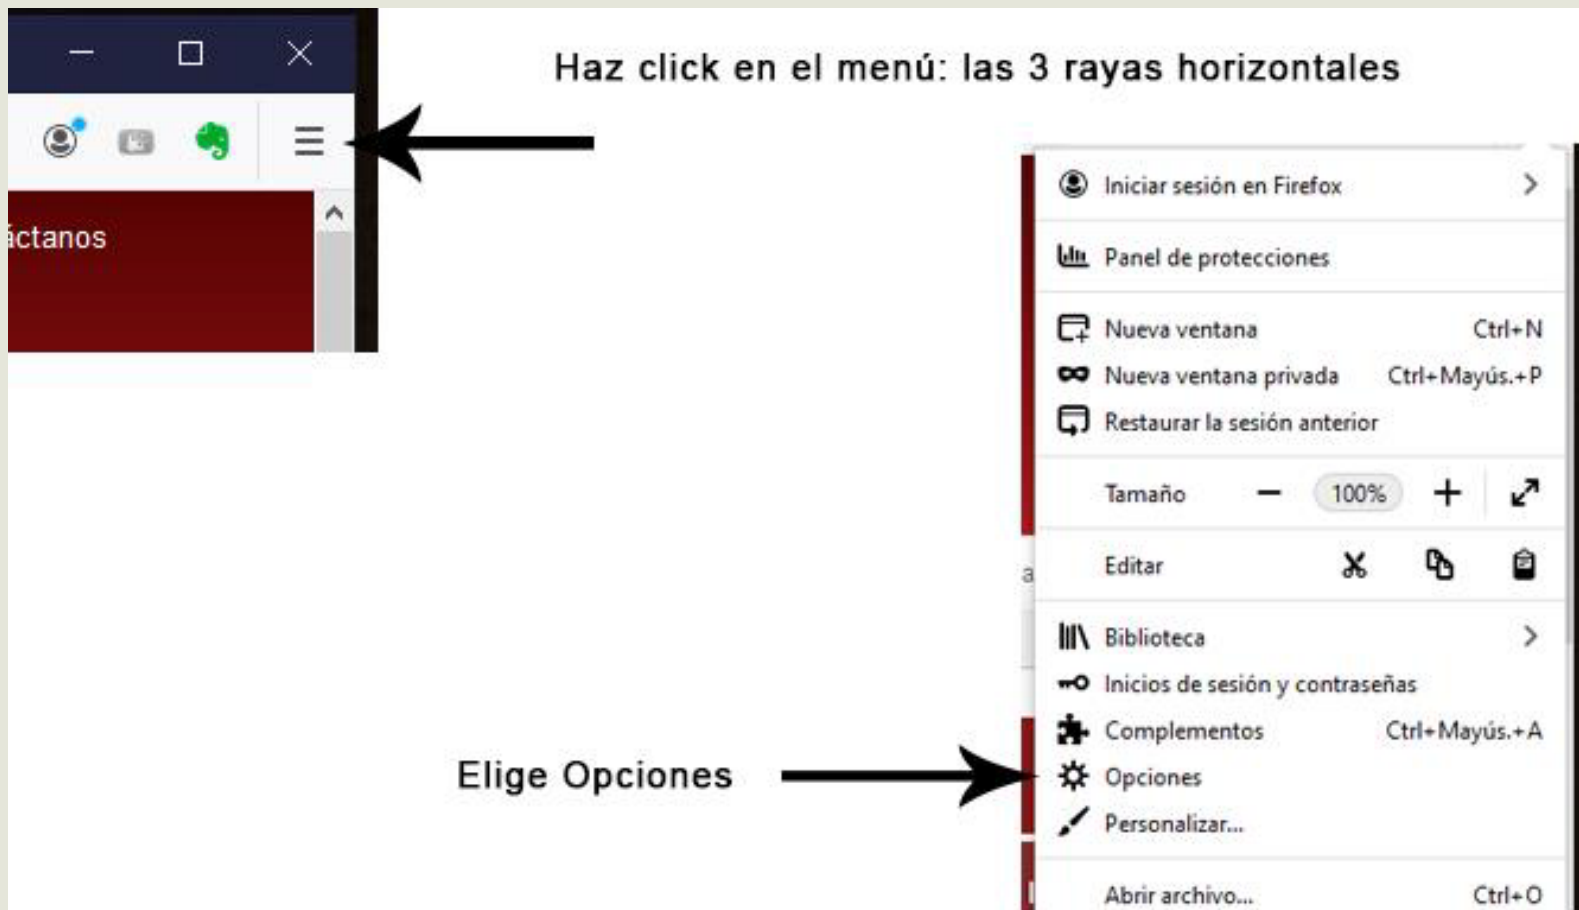 Haz click en el menú: las 3 rayas horizontales
áctanos
Iniciar sesión en Firefox
Panel de protecciones
Nueva ventana Ctrl+N
Nueva ventana privada Ctrl+Mayús.+P
Restaurar la sesión anterior
Tamaño 100%
Editar
a
Biblioteca
Inicios de sesión y contraseñas
Complementos Ctrl+Mayús.+A
Elige Opciones
Opciones
Personalizar...
Abrir archivo... Ctrl+O